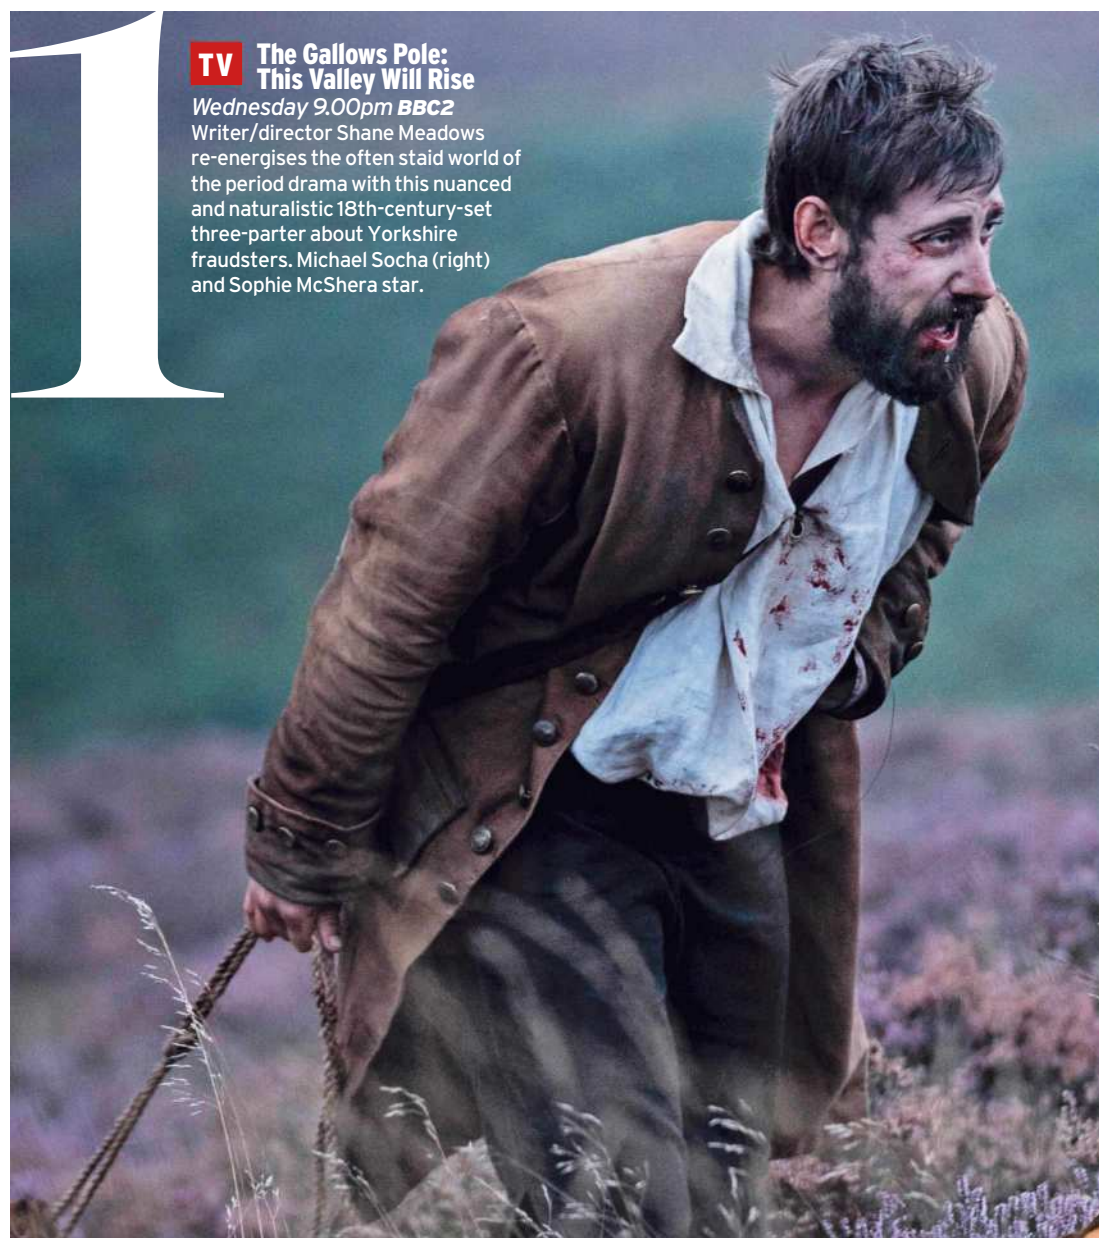 1
TV
The Gallows Pole:
This Valley Will Rise
Wednesday 9.00pm BBC2
Writer/director Shane Meadows
re-energises the often staid world of
the period drama with this nuanced
and naturalistic 18th-century-set
three-parter about Yorkshire
fraudsters. Michael Socha (right)
and Sophie McShera star.